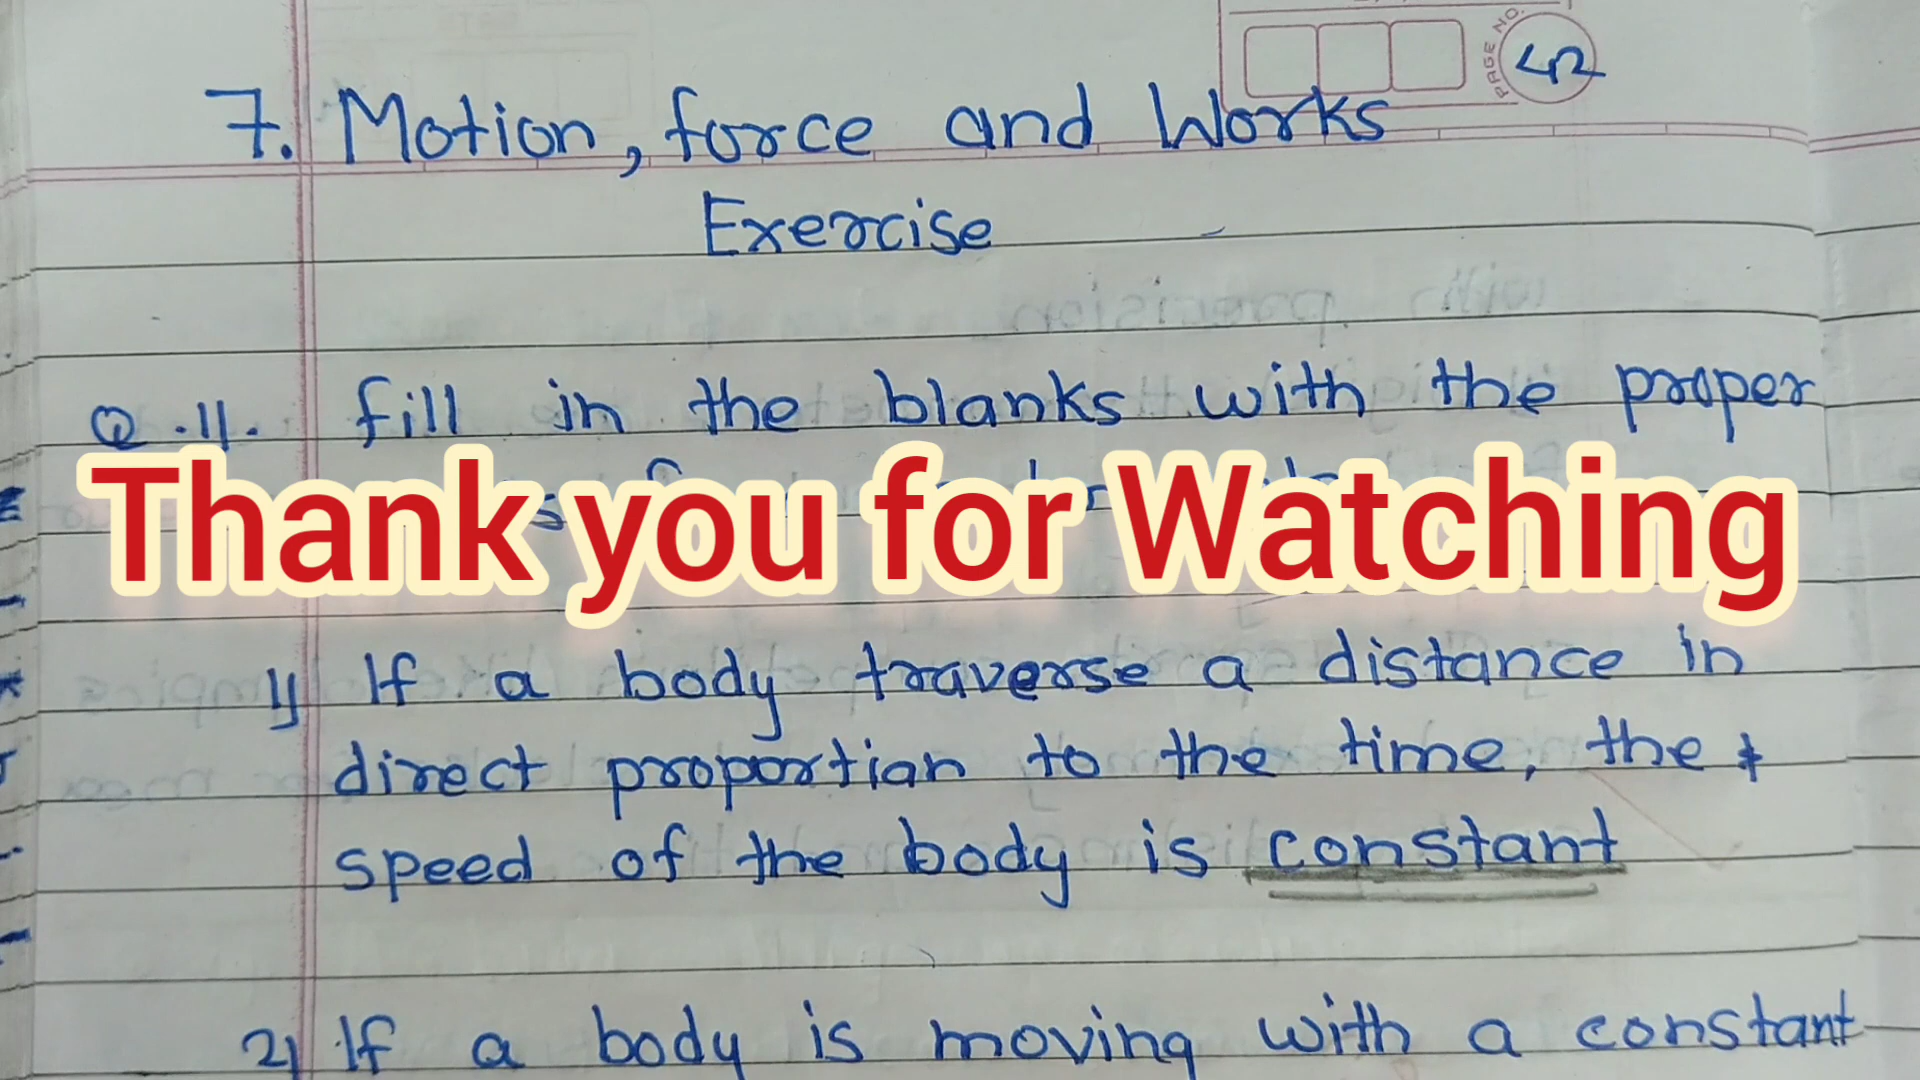 PAGE NO. 42
7. Motion, force and Works
Exercise
Q.11. fill in the blanks with the proper
Thank you for Watching
1) If a body traverse a distance in
direct proportian to the time, the
speed of the body is constant
2) If a body is moving with a constant